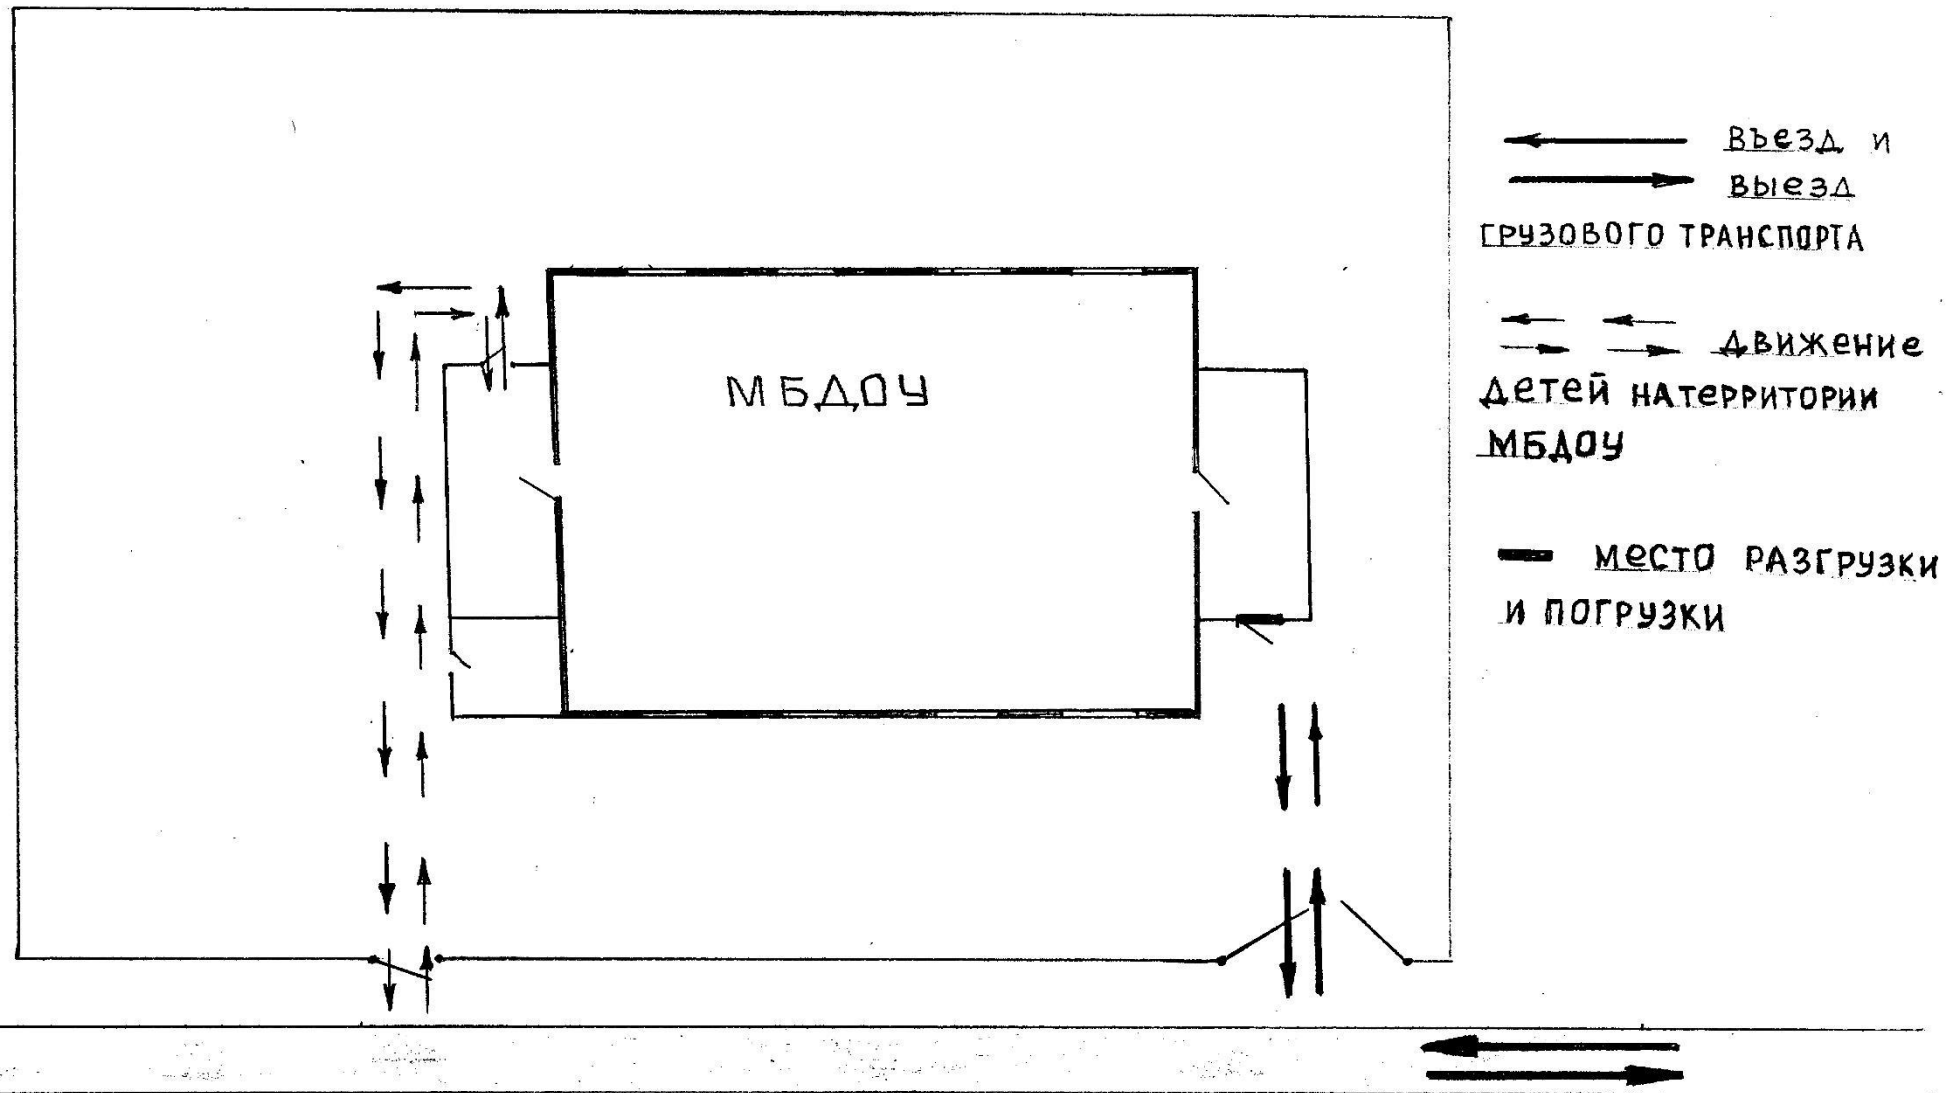 МБДОУ
ВЪЕЗД И
ВЫЕЗД
ГРУЗОВОГО ТРАНСПОРТА
ДВИЖЕНИЕ
ДЕТЕЙ НА ТЕРРИТОРИИ
МБДОУ
МЕСТО РАЗГРУЗКИ
И ПОГРУЗКИ